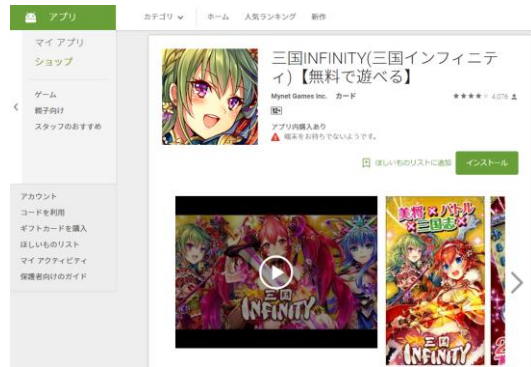 アプリ
カテゴリ
ホーム
人気ランキング
新作
マイ アプリ
ショップ
ゲーム
親子向け
スタッフのおすすめ
アカウント
コードを利用
ギフトカードを購入
ほしいものリスト
マイ アクティビティ
保護者向けのガイド
三国INFINITY(三国インフィニテ
ィ)【無料で遊べる】
Mynet Games Inc. カード
4,076
12+
アプリ内購入あり
端末をお持ちでないようです。
ほしいものリストに追加
インストール
三国
INFINITY
美将×バトル
×三国志×
三国
INFINITY